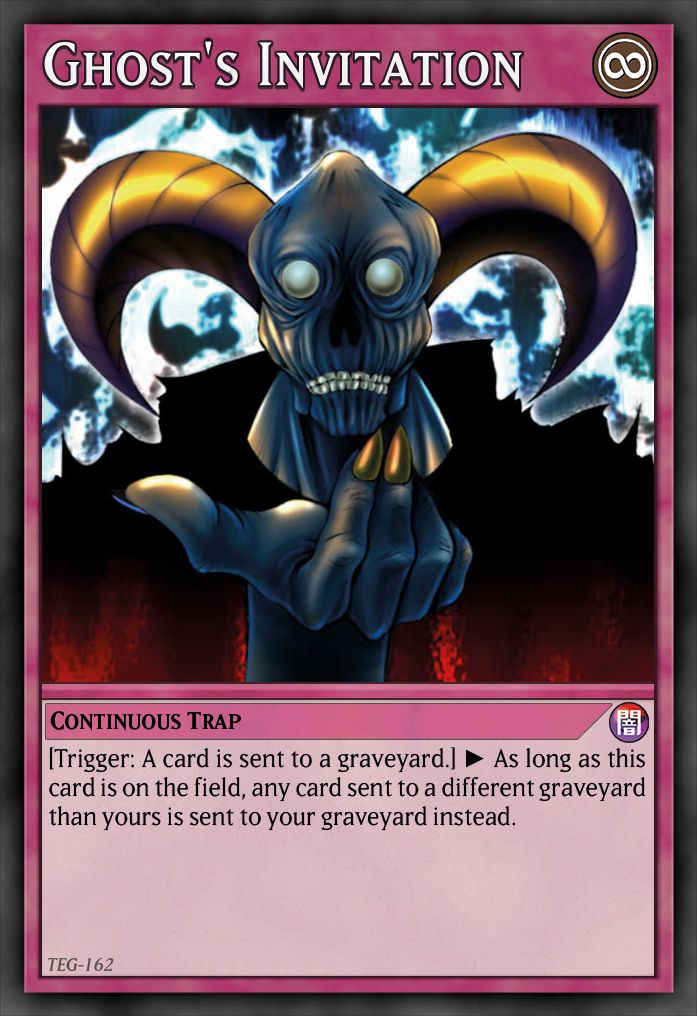 Ghost's Invitation
Continuous Trap
闇
[Trigger: A card is sent to a graveyard.] ► As long as this
card is on the field, any card sent to a different graveyard
than yours is sent to your graveyard instead.
TEG-162